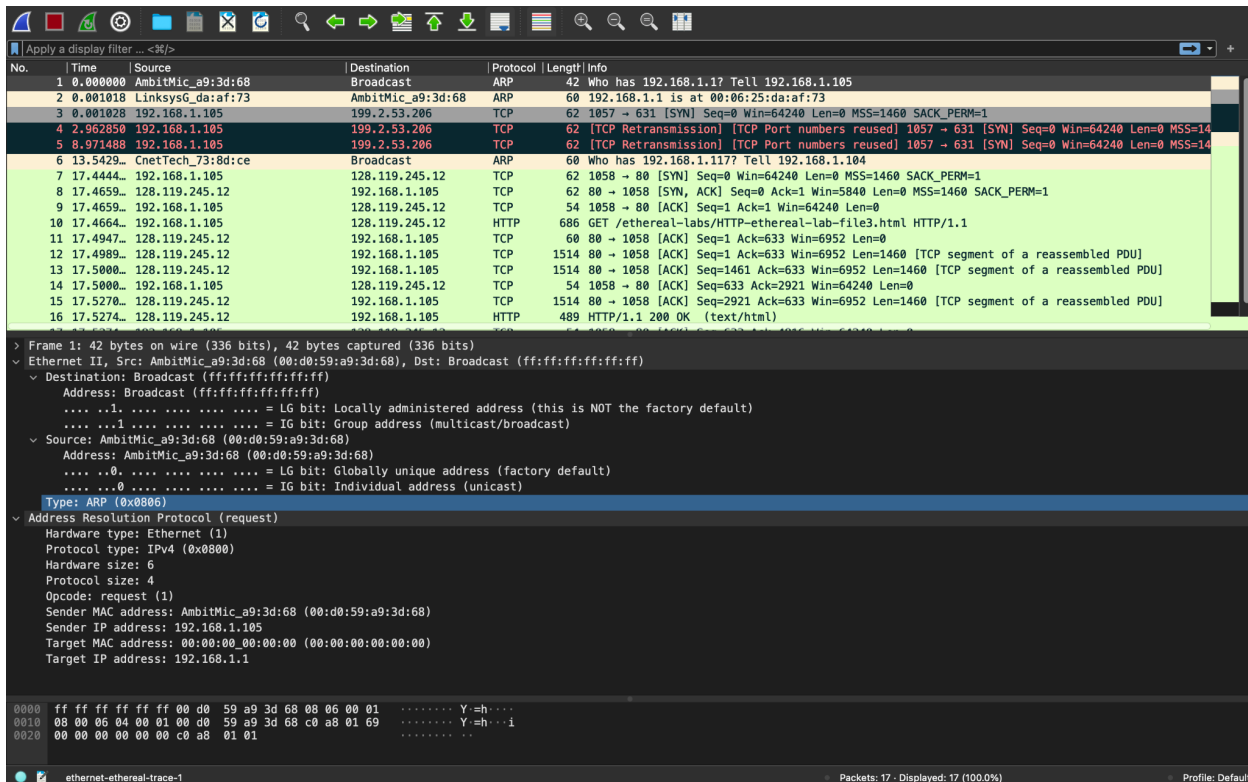 Apply a display filter ... <⌘/>
No. Time Source Destination Protocol Length Info
1 0.000000 AmbitMic_a9:3d:68 Broadcast ARP 42 Who has 192.168.1.1? Tell 192.168.1.105
2 0.001018 LinksysG_da:af:73 AmbitMic_a9:3d:68 ARP 60 192.168.1.1 is at 00:06:25:da:af:73
3 0.001028 192.168.1.105 199.2.53.206 TCP 62 1057 → 631 [SYN] Seq=0 Win=64240 Len=0 MSS=1460 SACK_PERM=1
4 2.962850 192.168.1.105 199.2.53.206 TCP 62 [TCP Retransmission] [TCP Port numbers reused] 1057 → 631 [SYN] Seq=0 Win=64240 Len=0 MSS=14
5 8.971488 192.168.1.105 199.2.53.206 TCP 62 [TCP Retransmission] [TCP Port numbers reused] 1057 → 631 [SYN] Seq=0 Win=64240 Len=0 MSS=14
6 13.5429… CnetTech_73:8d:ce Broadcast ARP 60 Who has 192.168.1.117? Tell 192.168.1.104
7 17.4444… 192.168.1.105 128.119.245.12 TCP 62 1058 → 80 [SYN] Seq=0 Win=64240 Len=0 MSS=1460 SACK_PERM=1
8 17.4659… 128.119.245.12 192.168.1.105 TCP 62 80 → 1058 [SYN, ACK] Seq=0 Ack=1 Win=5840 Len=0 MSS=1460 SACK_PERM=1
9 17.4659… 192.168.1.105 128.119.245.12 TCP 54 1058 → 80 [ACK] Seq=1 Ack=1 Win=64240 Len=0
10 17.4664… 192.168.1.105 128.119.245.12 HTTP 686 GET /ethereal-labs/HTTP-ethereal-lab-file3.html HTTP/1.1
11 17.4947… 128.119.245.12 192.168.1.105 TCP 60 80 → 1058 [ACK] Seq=1 Ack=633 Win=6952 Len=0
12 17.4989… 128.119.245.12 192.168.1.105 TCP 1514 80 → 1058 [ACK] Seq=1 Ack=633 Win=6952 Len=1460 [TCP segment of a reassembled PDU]
13 17.5000… 128.119.245.12 192.168.1.105 TCP 1514 80 → 1058 [ACK] Seq=1461 Ack=633 Win=6952 Len=1460 [TCP segment of a reassembled PDU]
14 17.5000… 192.168.1.105 128.119.245.12 TCP 54 1058 → 80 [ACK] Seq=633 Ack=2921 Win=64240 Len=0
15 17.5270… 128.119.245.12 192.168.1.105 TCP 1514 80 → 1058 [ACK] Seq=2921 Ack=633 Win=6952 Len=1460 [TCP segment of a reassembled PDU]
16 17.5274… 128.119.245.12 192.168.1.105 HTTP 489 HTTP/1.1 200 OK (text/html)
Frame 1: 42 bytes on wire (336 bits), 42 bytes captured (336 bits)
Ethernet II, Src: AmbitMic_a9:3d:68 (00:d0:59:a9:3d:68), Dst: Broadcast (ff:ff:ff:ff:ff:ff)
Destination: Broadcast (ff:ff:ff:ff:ff:ff)
Address: Broadcast (ff:ff:ff:ff:ff:ff)
.... ..1. .... .... .... .... = LG bit: Locally administered address (this is NOT the factory default)
.... ...1 .... .... .... .... = IG bit: Group address (multicast/broadcast)
Source: AmbitMic_a9:3d:68 (00:d0:59:a9:3d:68)
Address: AmbitMic_a9:3d:68 (00:d0:59:a9:3d:68)
.... ..0. .... .... .... .... = LG bit: Globally unique address (factory default)
.... ...0 .... .... .... .... = IG bit: Individual address (unicast)
Type: ARP (0x0806)
Address Resolution Protocol (request)
Hardware type: Ethernet (1)
Protocol type: IPv4 (0x0800)
Hardware size: 6
Protocol size: 4
Opcode: request (1)
Sender MAC address: AmbitMic_a9:3d:68 (00:d0:59:a9:3d:68)
Sender IP address: 192.168.1.105
Target MAC address: 00:00:00_00:00:00 (00:00:00:00:00:00)
Target IP address: 192.168.1.1
0000 ff ff ff ff ff ff 00 d0 59 a9 3d 68 08 06 00 01 ········ Y·=h····
0010 08 00 06 04 00 01 00 d0 59 a9 3d 68 c0 a8 01 69 ········ Y·=h···i
0020 00 00 00 00 00 00 c0 a8 01 01 ········ ··
ethernet-ethereal-trace-1 Packets: 17 · Displayed: 17 (100.0%) Profile: Default